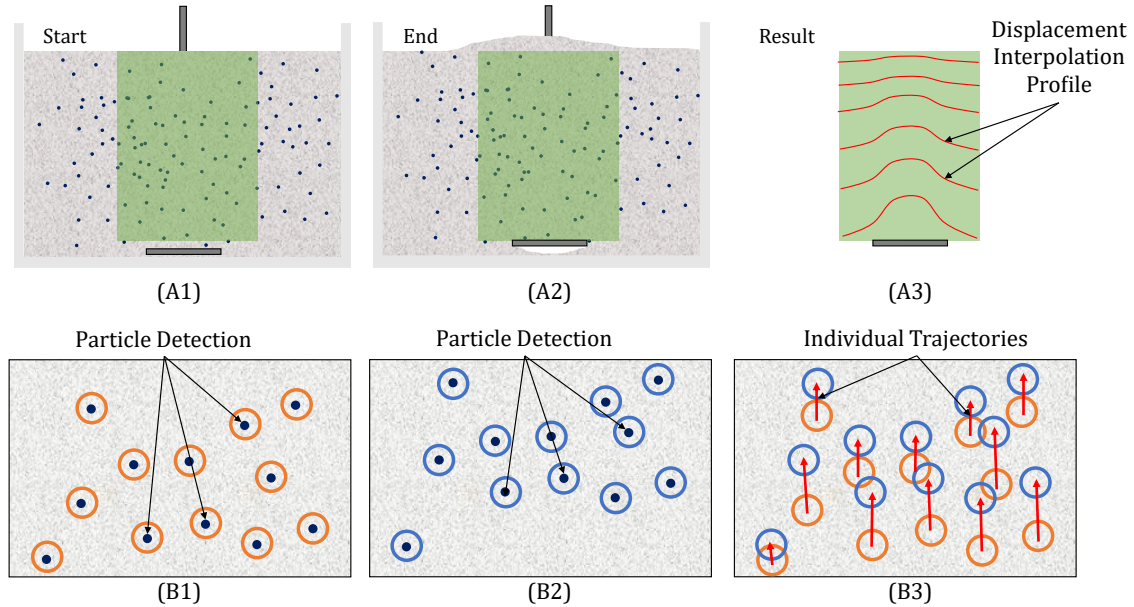 Start
End
Result
Displacement
Interpolation
Profile
(A1)
(A2)
(A3)
Particle Detection
Particle Detection
Individual Trajectories
(B1)
(B2)
(B3)